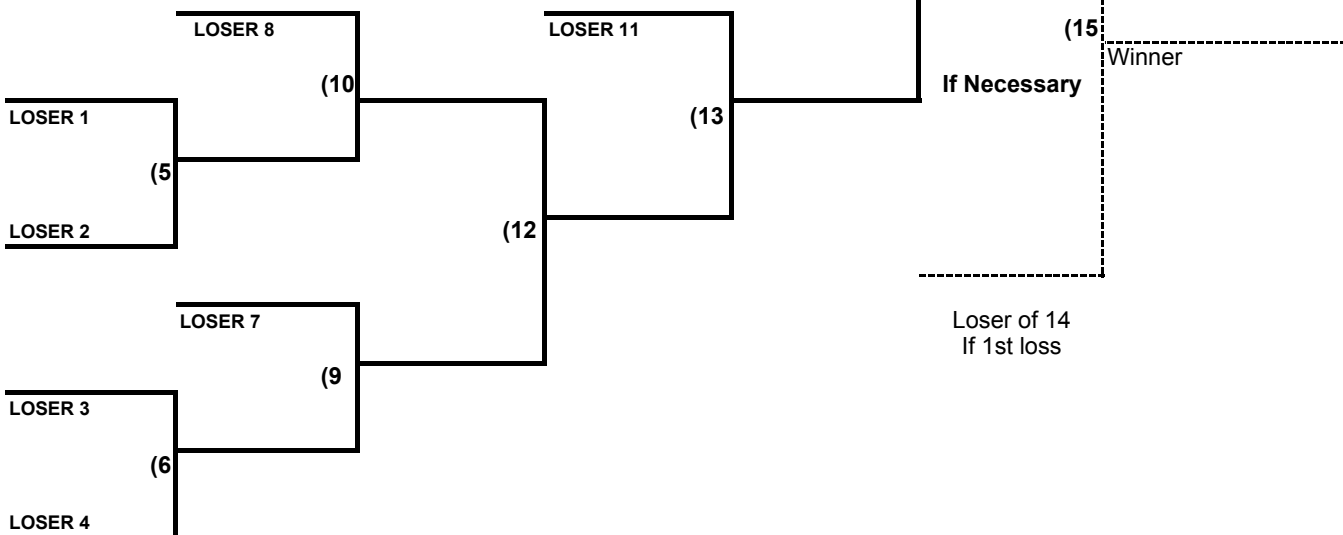 LOSER 8
LOSER 11
(15
Winner
(10
If Necessary
LOSER 1
(13
(5
LOSER 2
(12
LOSER 7
Loser of 14
If 1st loss
(9
LOSER 3
(6
LOSER 4